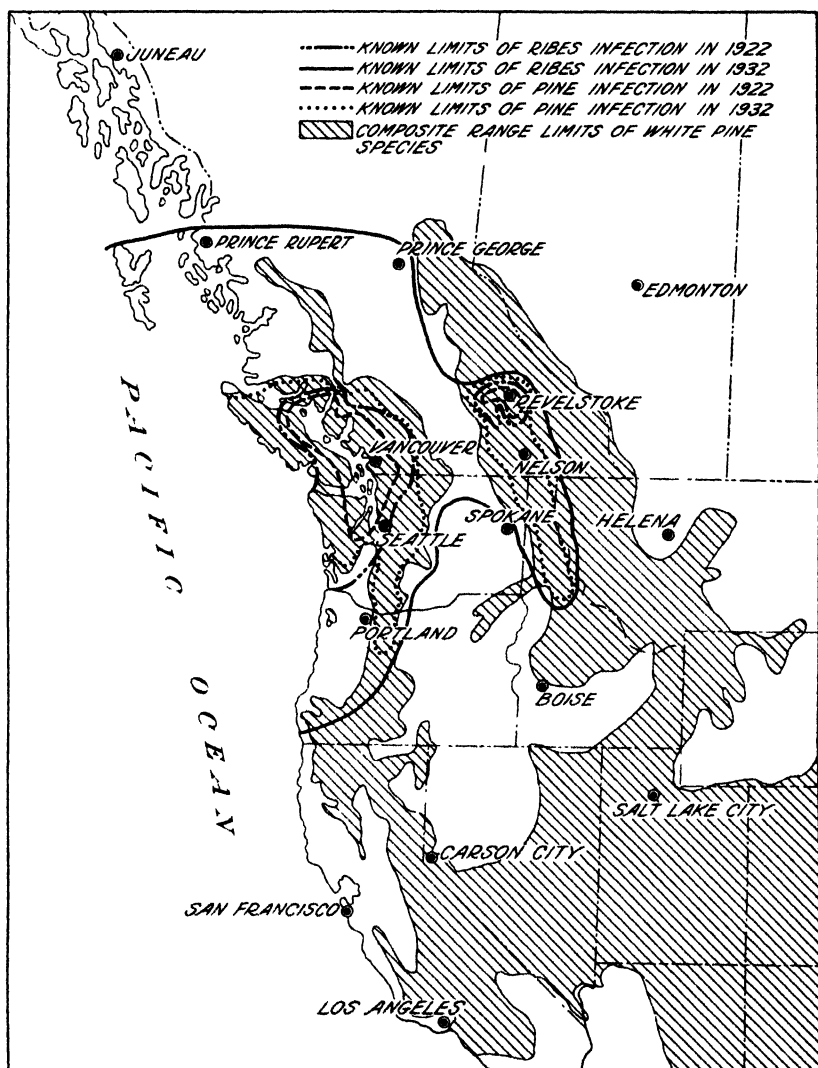 JUNEAU
KNOWN LIMITS OF RIBES INFECTION IN 1922
KNOWN LIMITS OF RIBES INFECTION IN 1932
KNOWN LIMITS OF PINE INFECTION IN 1922
KNOWN LIMITS OF PINE INFECTION IN 1932
COMPOSITE RANGE LIMITS OF WHITE PINE
SPECIES
PRINCE RUPERT
PRINCE GEORGE
EDMONTON
PACIFIC
OCEAN
REVELSTOKE
VANCOUVER
NELSON
SPOKANE
SEATTLE
HELENA
PORTLAND
BOISE
SALT LAKE CITY
CARSON CITY
SAN FRANCISCO
LOS ANGELES